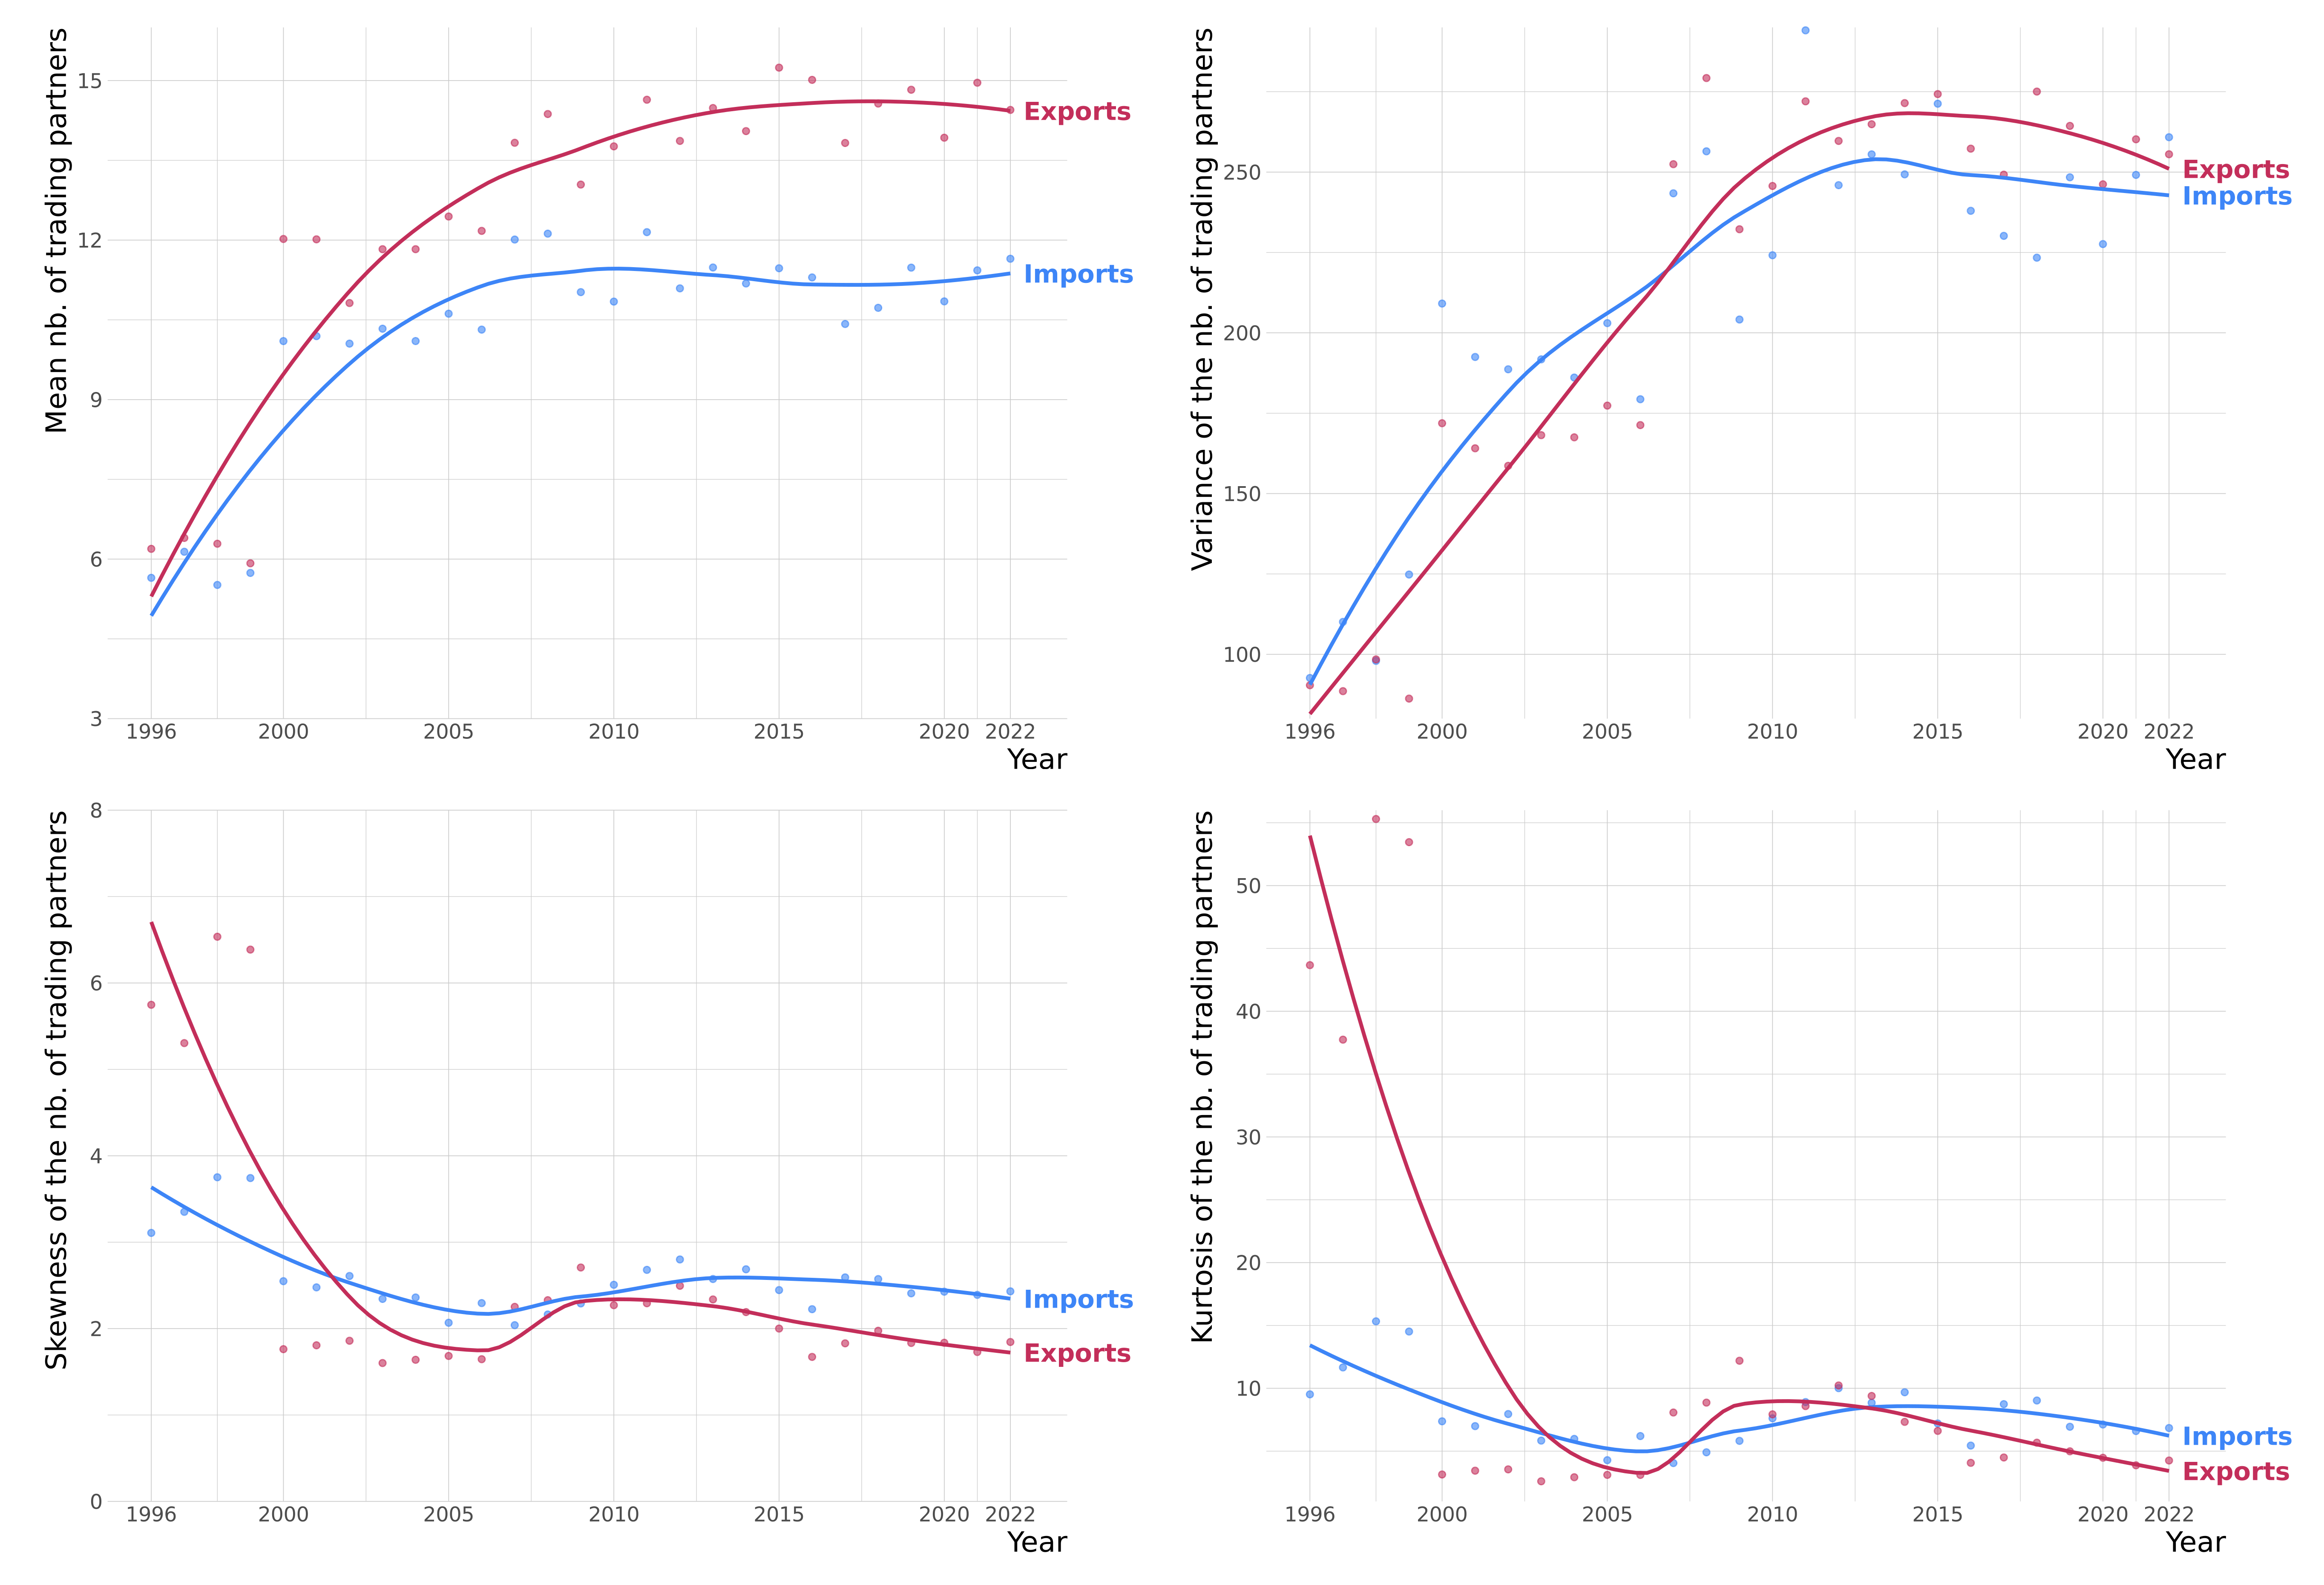 Mean nb. of trading partners
15
12
9
6
3
Exports
Imports
1996 2000 2005 2010 2015 2020 2022
Year
Variance of the nb. of trading partners
250
200
150
100
Exports
Imports
1996 2000 2005 2010 2015 2020 2022
Year
Skewness of the nb. of trading partners
8
6
4
2
0
Imports
Exports
1996 2000 2005 2010 2015 2020 2022
Year
Kurtosis of the nb. of trading partners
50
40
30
20
10
Imports
Exports
1996 2000 2005 2010 2015 2020 2022
Year